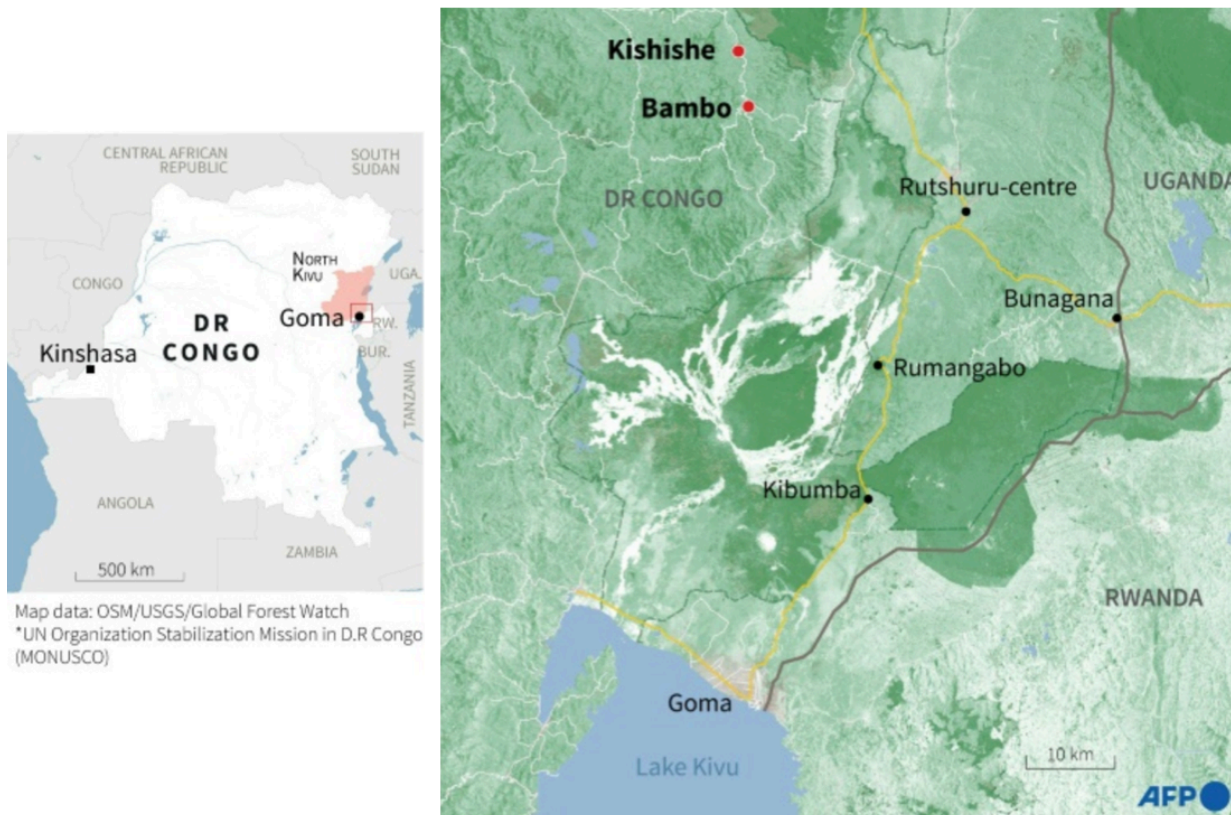 CENTRAL AFRICAN
REPUBLIC
SOUTH
SUDAN
CONGO
NORTH
KIVU
UGA.
DR
CONGO
Goma
RW.
BUR.
Kinshasa
TANZANIA
ANGOLA
ZAMBIA
500 km
Map data: OSM/USGS/Global Forest Watch
*UN Organization Stabilization Mission in D.R Congo
(MONUSCO)
Kishishe
Bambo
DR CONGO
Rutshuru-centre
UGANDA
Bunagana
Rumangabo
Kibumba
RWANDA
Goma
Lake Kivu
10 km
AFP